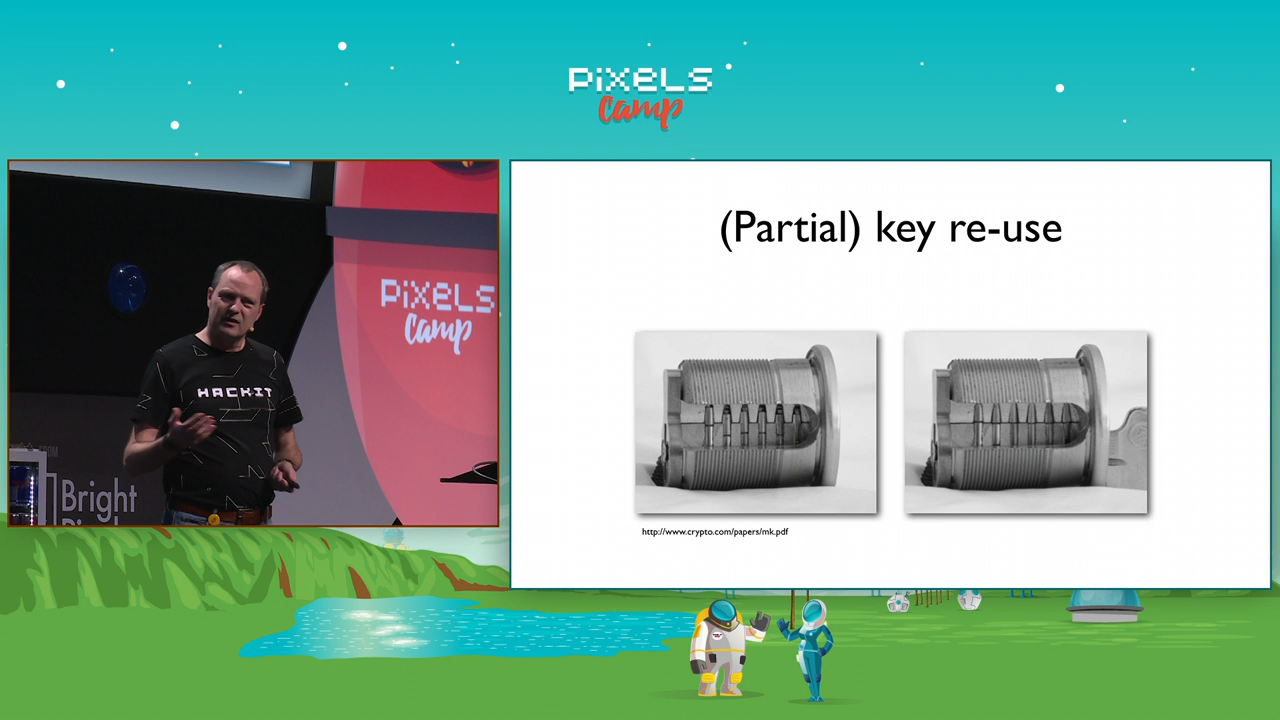 PiXELS
Camp
PiXELS
Camp
HACKIT
Bright
(Partial) key re-use
http://www.crypto.com/papers/mk.pdf